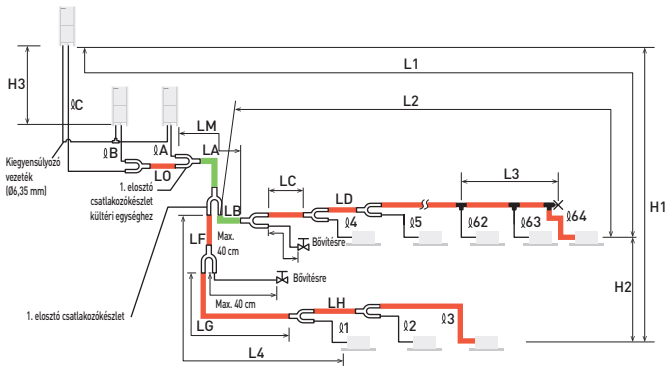 L1
H3
L2
ℓC
LM
ℓB
ℓA
LA
Kiegyensúlyozó
vezeték
(Ø6,35 mm)
LO
L3
LC
1. elosztó
csatlakozókészlet
kültéri egységhez
LD
LB
ℓ4
ℓ5
ℓ62
ℓ63
ℓ64
H1
LF
Max.
40 cm
Bővítésre
Bővítésre
H2
Max. 40 cm
LH
1. elosztó csatlakozókészlet
LG
ℓ1
ℓ2
ℓ3
L4